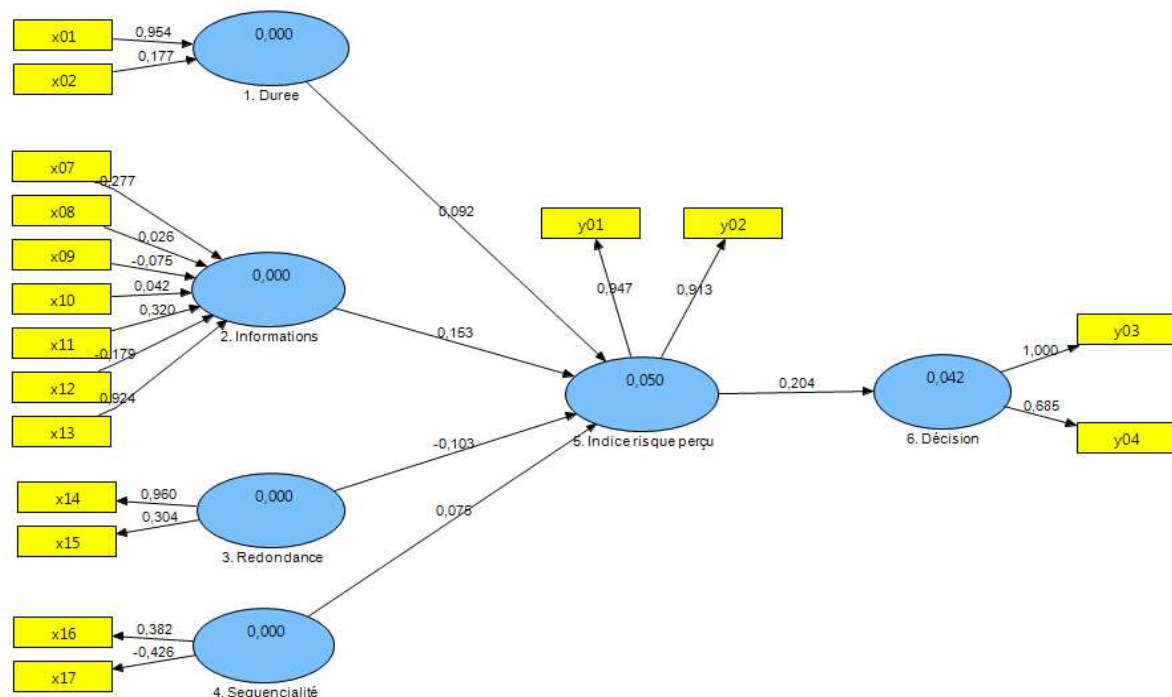 x01
0,954
x02
0,177
0,000
1. Duree
x07
-0,277
x08
0,026
x09
-0,075
x10
0,042
x11
0,320
x12
-0,179
x13
0,924
0,000
2. Informations
x14
0,960
x15
0,304
0,000
3. Redondance
x16
0,382
x17
-0,426
0,000
4. Sequencialité
0,092
0,153
-0,103
0,075
y01
y02
0,947
0,913
0,050
5. Indice risque perçu
0,204
0,042
6. Décision
1,000
y03
0,685
y04